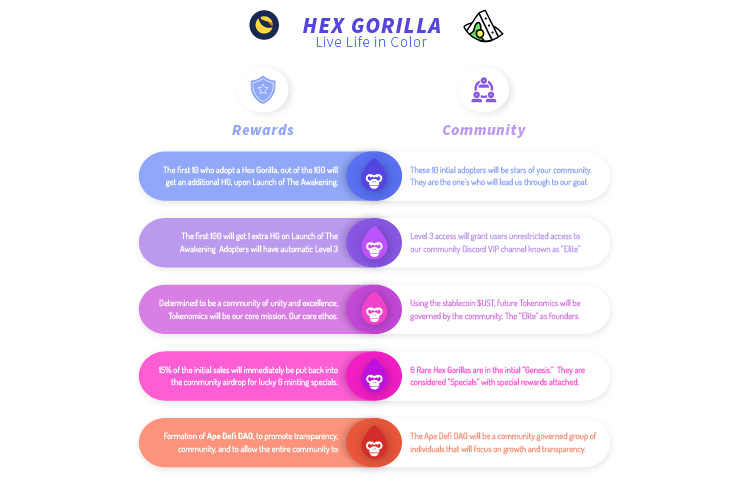 HEX GORILLA
Live Life in Color
Rewards
Community
The first 10 who adopt a Hex Gorilla, out of the 100 will
get an additional HG, upon Launch of The Awakening.
These 10 intial adopters will be stars of your community.
They are the one's who will lead us through to our goal.
The first 100 will get 1 extra HG on Launch of The
Awakening Adopters will have automatic Level 3
Level 3 access will grant users unrestricted access to
our community Discord VIP channel known as "Elite"
Determined to be a community of unity and excellence,
Tokenomics will be our core mission. Our core ethos.
Using the stablecoin $UST, future Tokenomics will be
governed by the community. The "Elite" as founders.
15% of the initial sales will immediately be put back into
the community airdrop for lucky 6 minting specials.
6 Rare Hex Gorillas are in the intial "Genesis." They are
considered "Specials" with special rewards attached.
Formation of Ape Defi DAO, to promote transparency,
community, and to allow the entire community to
The Ape Defi DAO will be a community governed group of
individuals that will focus on growth and transparency.